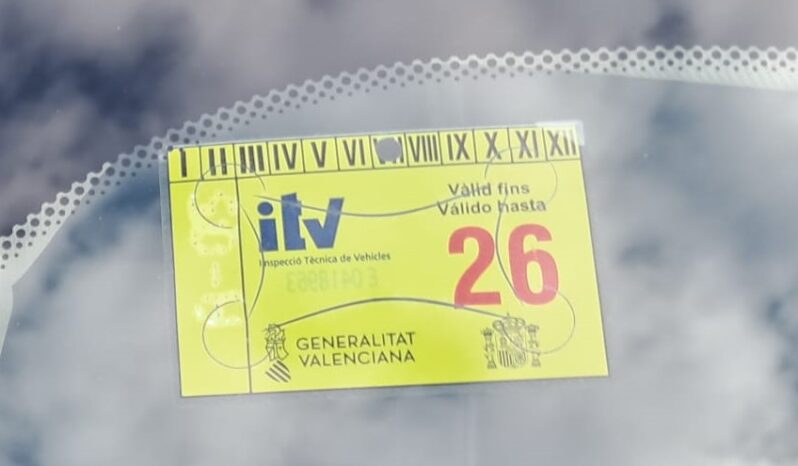 I II III IV V VI VIII IX X XI XII
itv
Inspecció Tècnica de Vehicles
Vàlid fins
Válido hasta
26
GENERALITAT
VALENCIANA